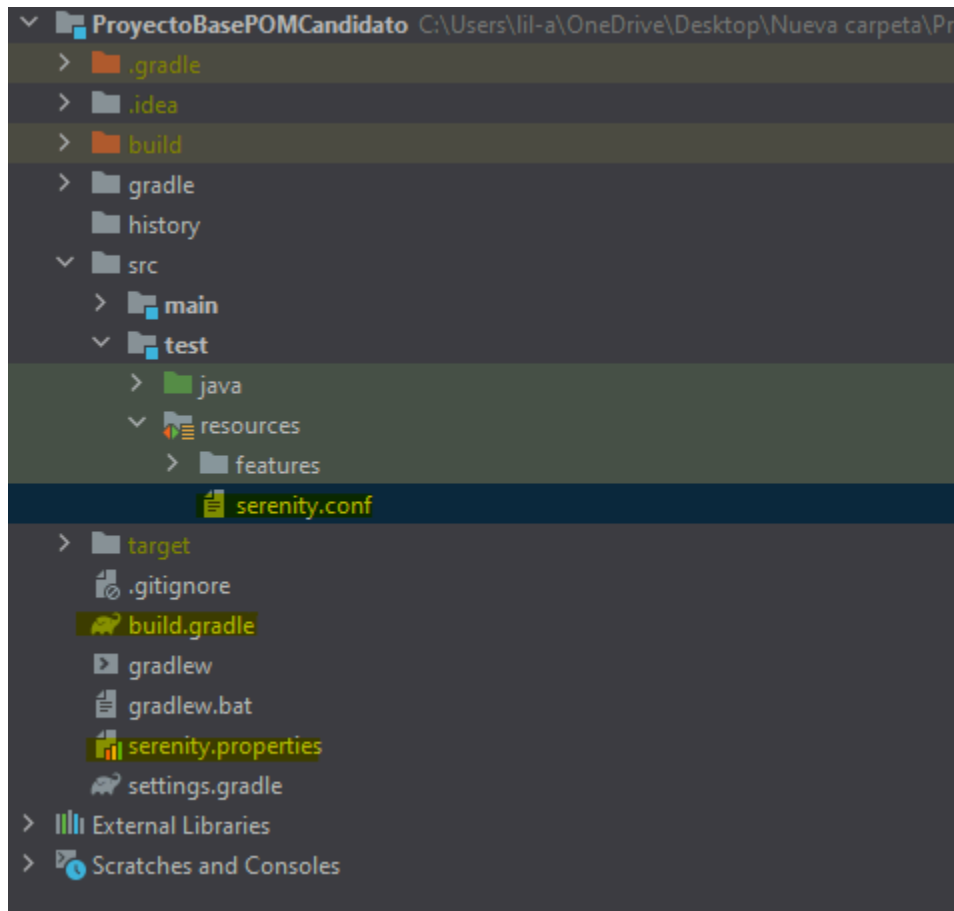 ProyectoBasePOMCandidato C:\Users\lil-a\OneDrive\Desktop\Nueva carpeta\Pr
.gradle
.idea
build
gradle
history
src
main
test
java
resources
features
serenity.conf
target
.gitignore
build.gradle
gradlew
gradlew.bat
serenity.properties
settings.gradle
External Libraries
Scratches and Consoles